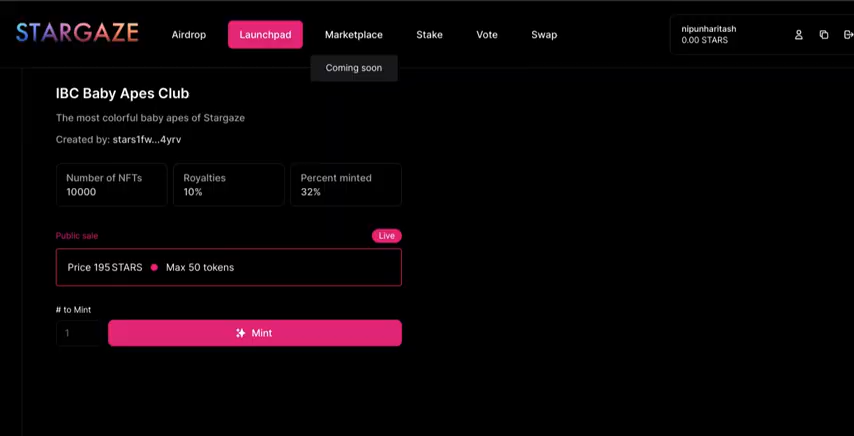 STARGAZE Airdrop Launchpad Marketplace Stake Vote Swap
nipunharitash
0.00 STARS
Coming soon
IBC Baby Apes Club
The most colorful baby apes of Stargaze
Created by: stars1fw...4yrv
Number of NFTs
10000
Royalties
10%
Percent minted
32%
Public sale Live
Price 195 STARS Max 50 tokens
# to Mint
1 Mint